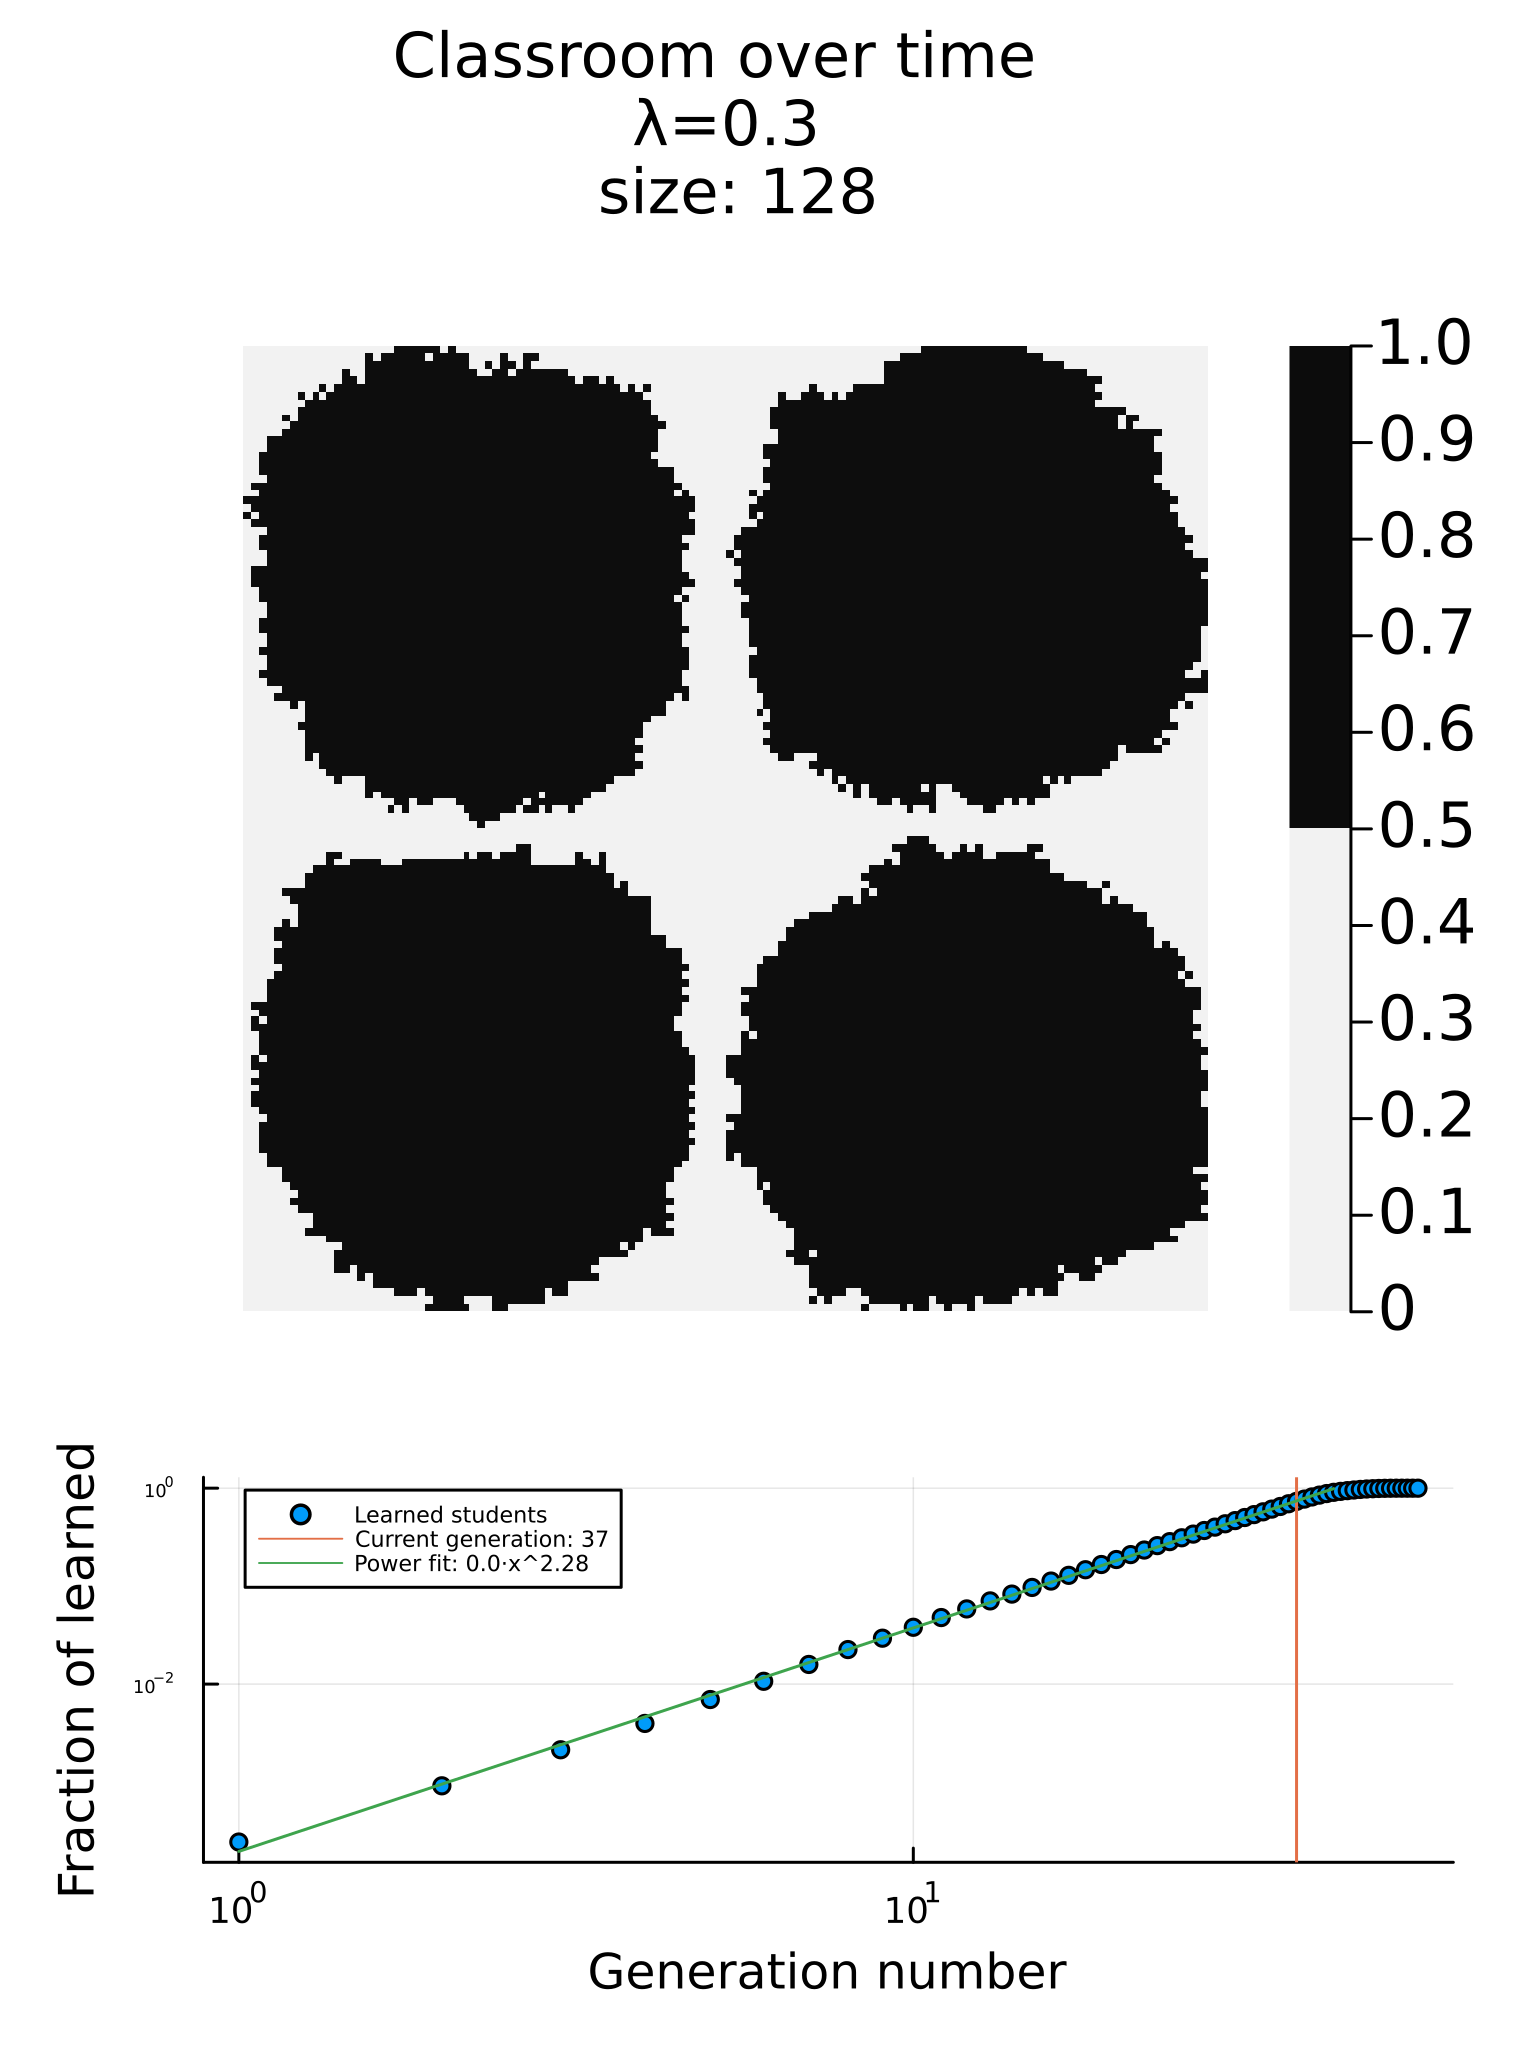 Classroom over time
λ=0.3
size: 128
1.0
0.9
0.8
0.7
0.6
0.5
0.4
0.3
0.2
0.1
0
Fraction of learned
10⁰
10⁻²
Learned students
Current generation: 37
Power fit: 0.0·x^2.28
10⁰
10¹
Generation number